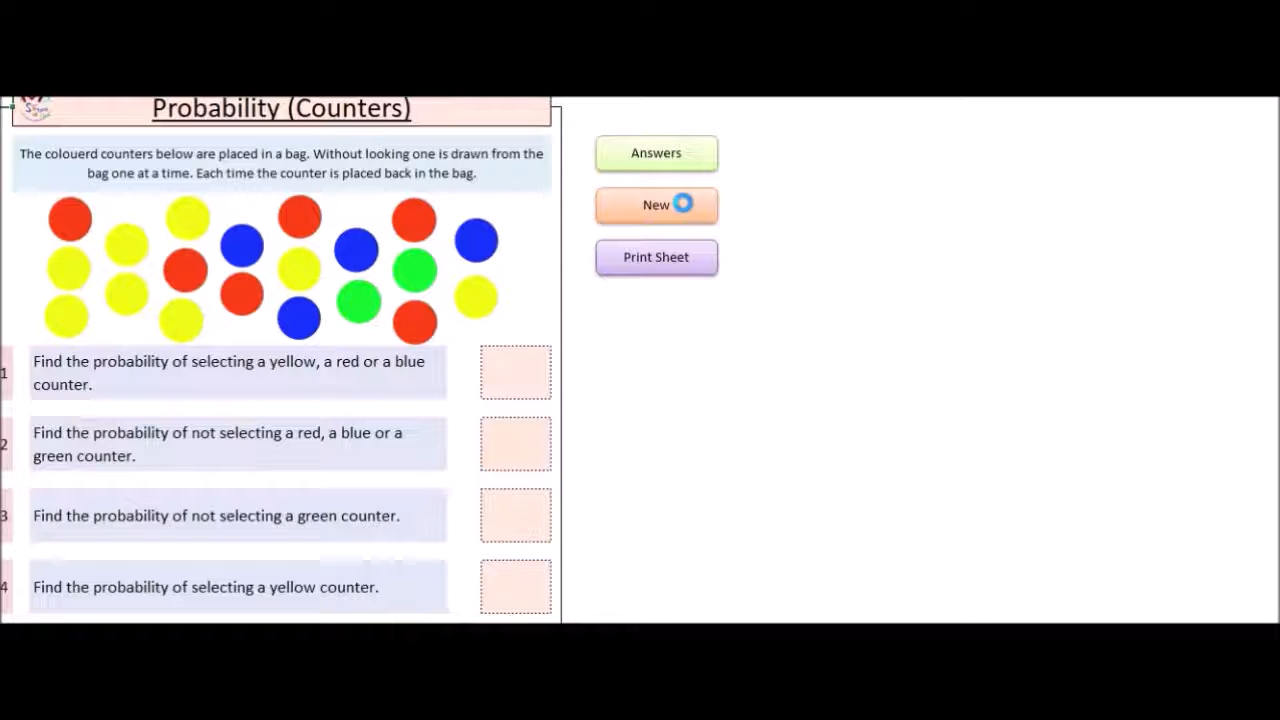 Probability (Counters)
The colouerd counters below are placed in a bag. Without looking one is drawn from the
bag one at a time. Each time the counter is placed back in the bag.
Answers
New
Print Sheet
1
Find the probability of selecting a yellow, a red or a blue
counter.
2
Find the probability of not selecting a red, a blue or a
green counter.
3
Find the probability of not selecting a green counter.
4
Find the probability of selecting a yellow counter.